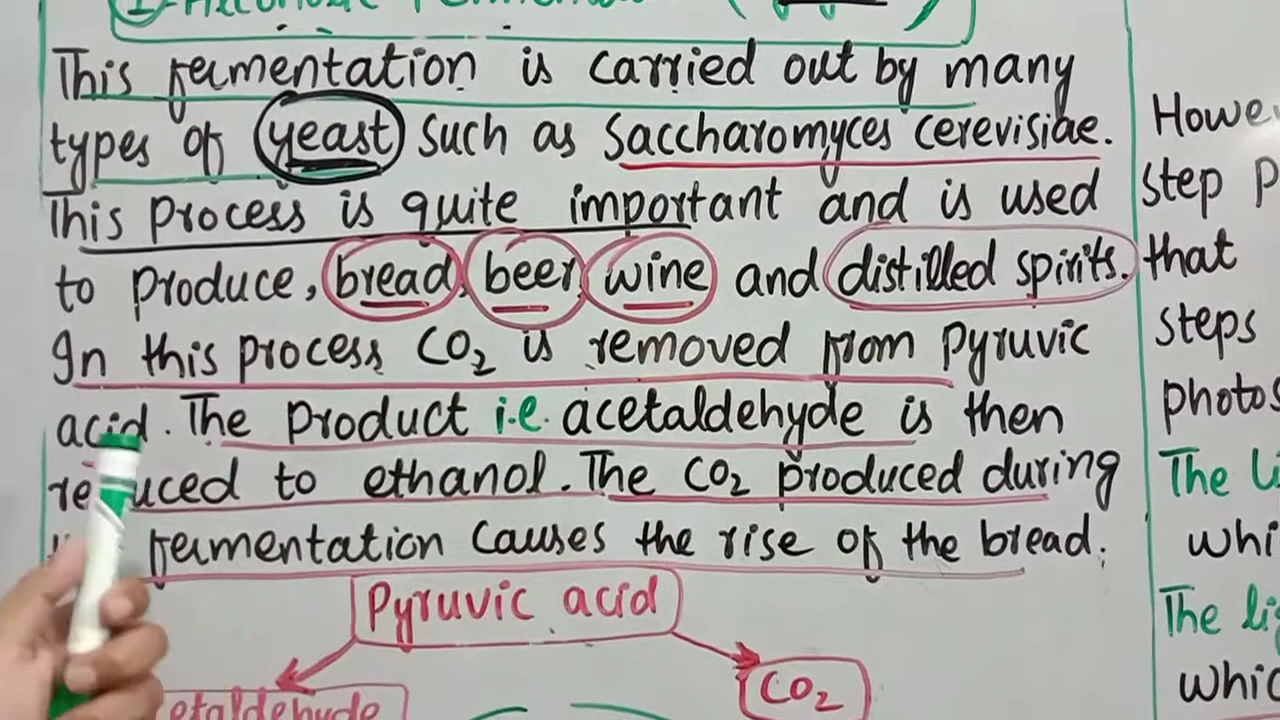 This fermentation is carried out by many
types of yeast such as Saccharomyces cerevisiae.
This process is quite important and is used
to produce, bread, beer, wine and distilled spirits.
In this process CO₂ is removed from pyruvic
acid. The product i.e. acetaldehyde is then
reduced to ethanol. The CO₂ produced during
fermentation causes the rise of the bread.
Pyruvic acid
etaldehyde
CO₂
Howe
step p
that
steps
photos
The li
whi
The lig
whic